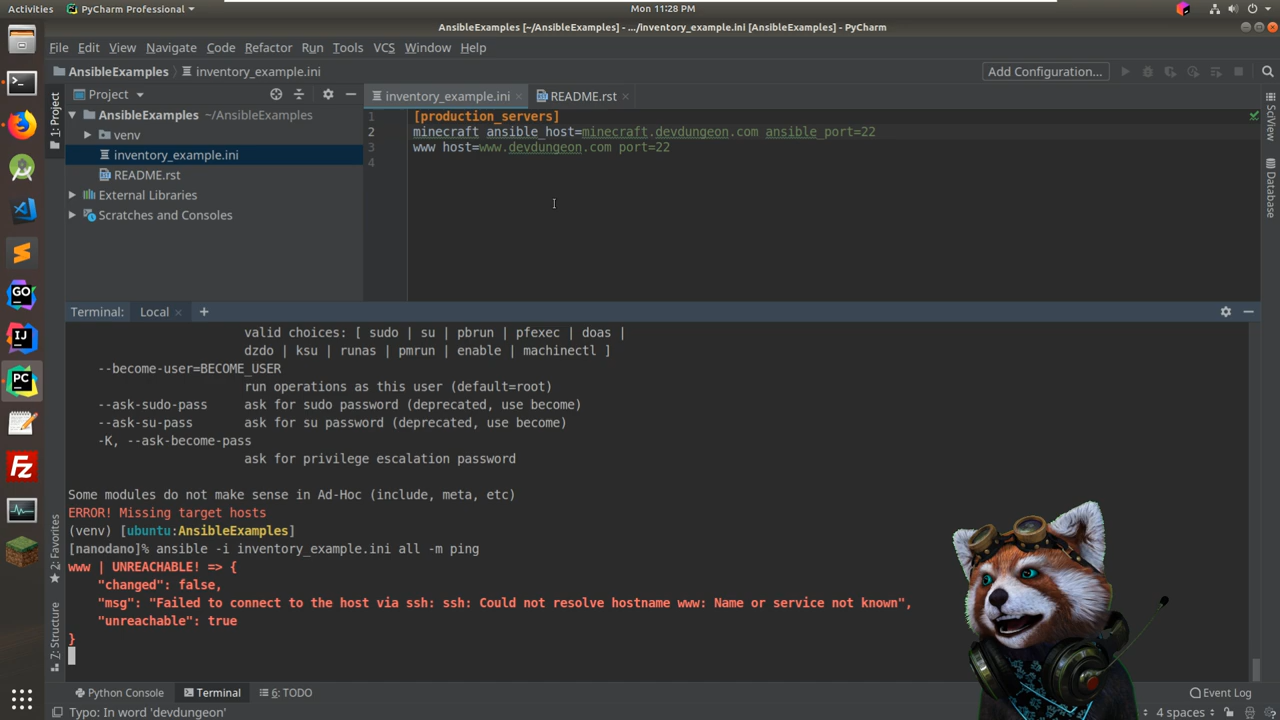 Activities PyCharm Professional Mon 11:28 PM
AnsibleExamples [~/AnsibleExamples] - .../inventory_example.ini [AnsibleExamples] - PyCharm
File Edit View Navigate Code Refactor Run Tools VCS Window Help
AnsibleExamples inventory_example.ini Add Configuration...
Project inventory_example.ini README.rst
AnsibleExamples ~/AnsibleExamples
venv
inventory_example.ini
README.rst
External Libraries
Scratches and Consoles
1 [production_servers]
2 minecraft ansible_host=minecraft.devdungeon.com ansible_port=22
3 www host=www.devdungeon.com port=22
4
1: Project
2: Favorites
Z: Structure
SciView
Database
GO
IJ
PC
Fz
Terminal: Local +
valid choices: [ sudo | su | pbrun | pfexec | doas |
dzdo | ksu | runas | pmrun | enable | machinectl ]
--become-user=BECOME_USER
run operations as this user (default=root)
--ask-sudo-pass ask for sudo password (deprecated, use become)
--ask-su-pass ask for su password (deprecated, use become)
-K, --ask-become-pass
ask for privilege escalation password
Some modules do not make sense in Ad-Hoc (include, meta, etc)
ERROR! Missing target hosts
(venv) [ubuntu:AnsibleExamples]
[nanodano]% ansible -i inventory_example.ini all -m ping
www | UNREACHABLE! => {
"changed": false,
"msg": "Failed to connect to the host via ssh: ssh: Could not resolve hostname www: Name or service not known",
"unreachable": true
}
Python Console Terminal 6: TODO Event Log
Typo: In word 'devdungeon' 4 spaces